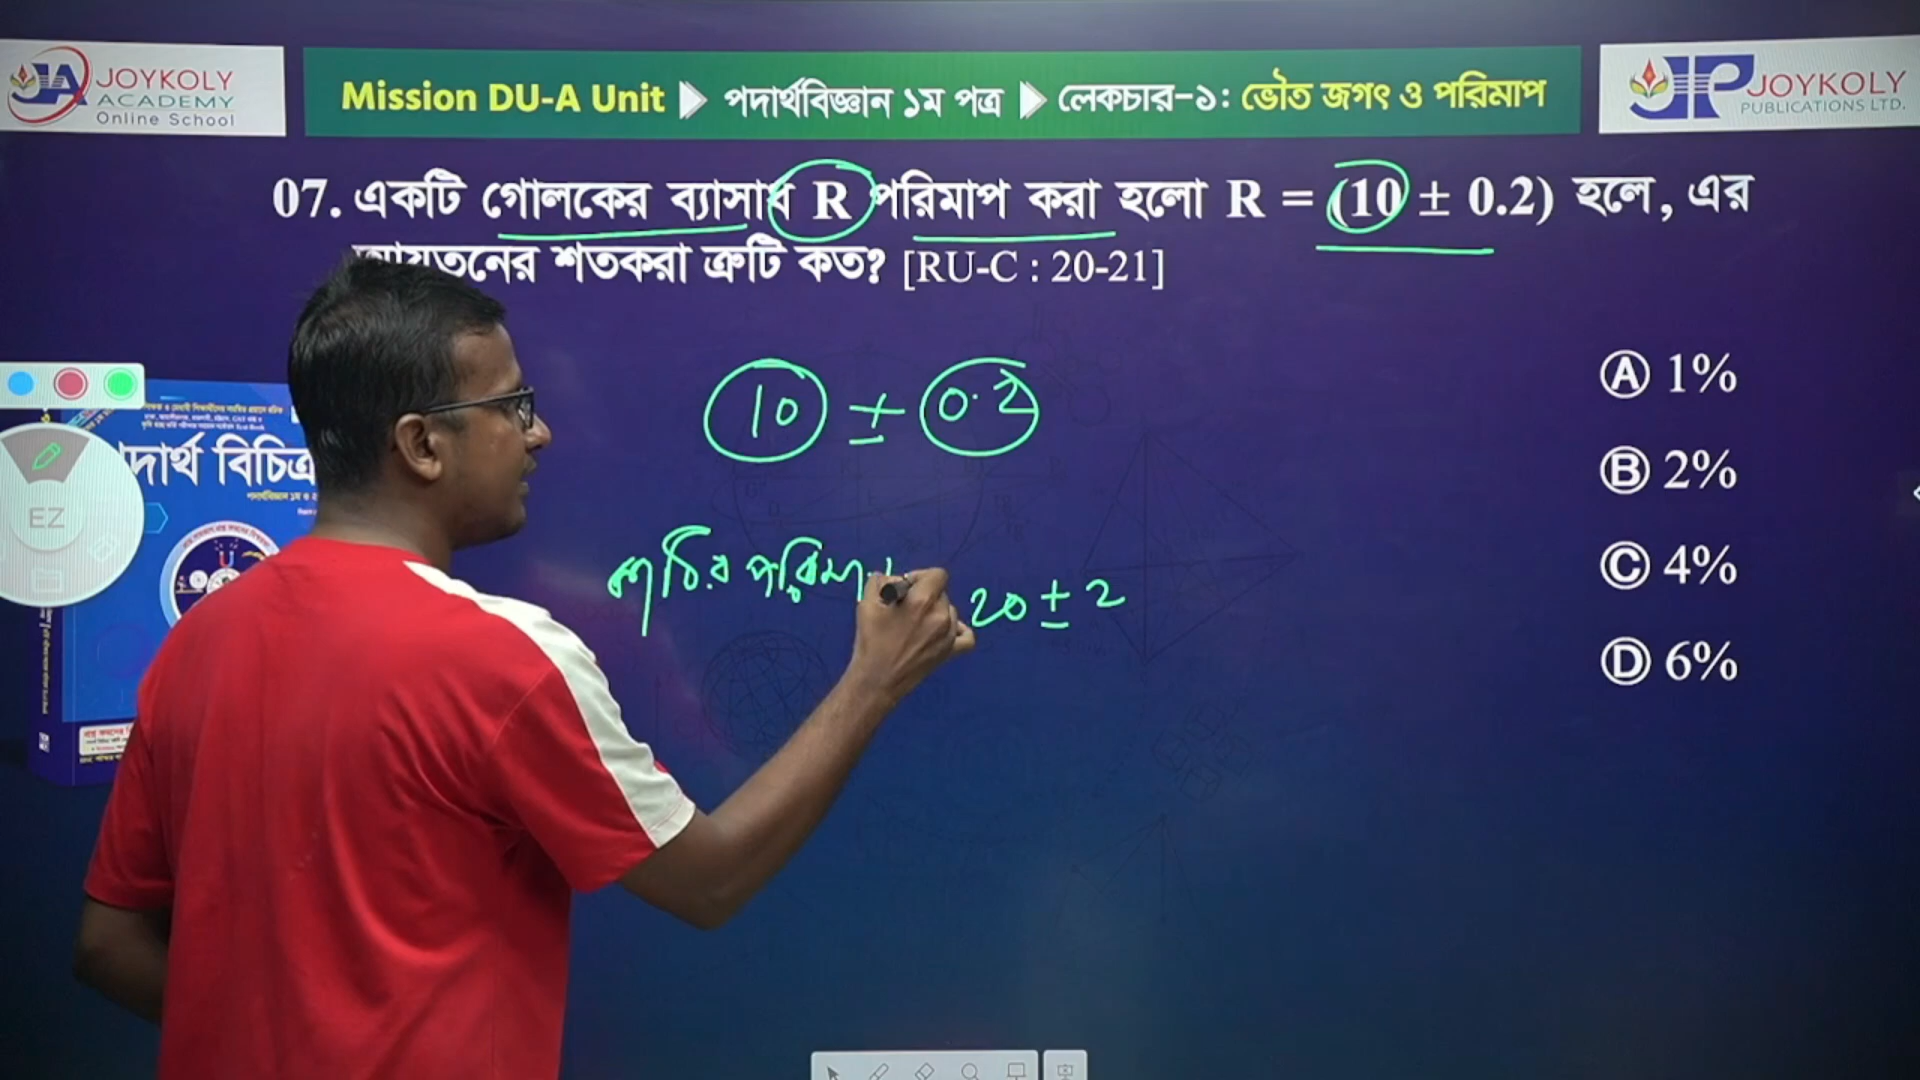 JOYKOLY
ACADEMY
Online School
Mission DU-A Unit পদার্থবিজ্ঞান ১ম পত্র লেকচার-১: ভৌত জগৎ ও পরিমাপ
JP JOYKOLY
PUBLICATIONS LTD.
07. একটি গোলকের ব্যাসার্ধ R পরিমাপ করা হলো R = (10 ± 0.2) হলে, এর
আয়তনের শতকরা ত্রুটি কত? [RU-C : 20-21]
10 ± 0.2
20 ± 2
Ⓐ 1%
Ⓑ 2%
Ⓒ 4%
Ⓓ 6%
EZ
দার্থ বিচিত্র